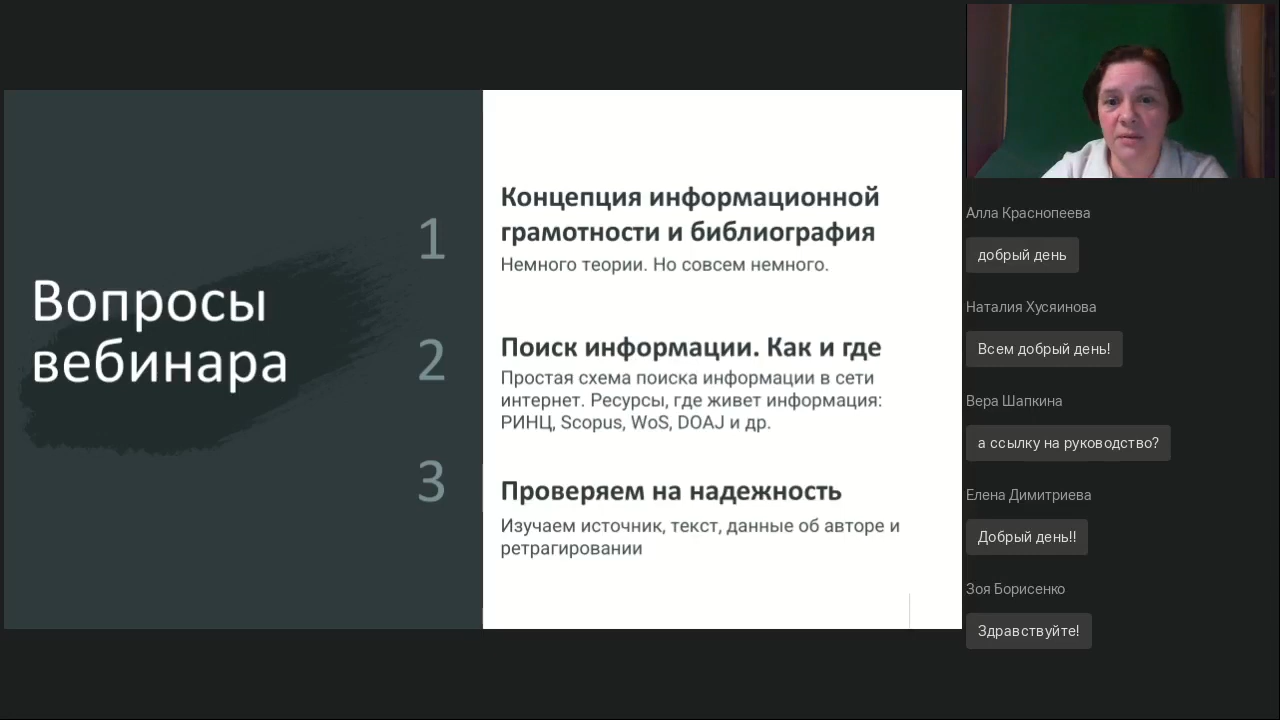 Вопросы
вебинара
1
Концепция информационной
грамотности и библиография
Немного теории. Но совсем немного.
2
Поиск информации. Как и где
Простая схема поиска информации в сети
интернет. Ресурсы, где живет информация:
РИНЦ, Scopus, WoS, DOAJ и др.
3
Проверяем на надежность
Изучаем источник, текст, данные об авторе и
ретрагировании
Алла Краснопеева
добрый день
Наталия Хусяинова
Всем добрый день!
Вера Шапкина
а ссылку на руководство?
Елена Димитриева
Добрый день!!
Зоя Борисенко
Здравствуйте!